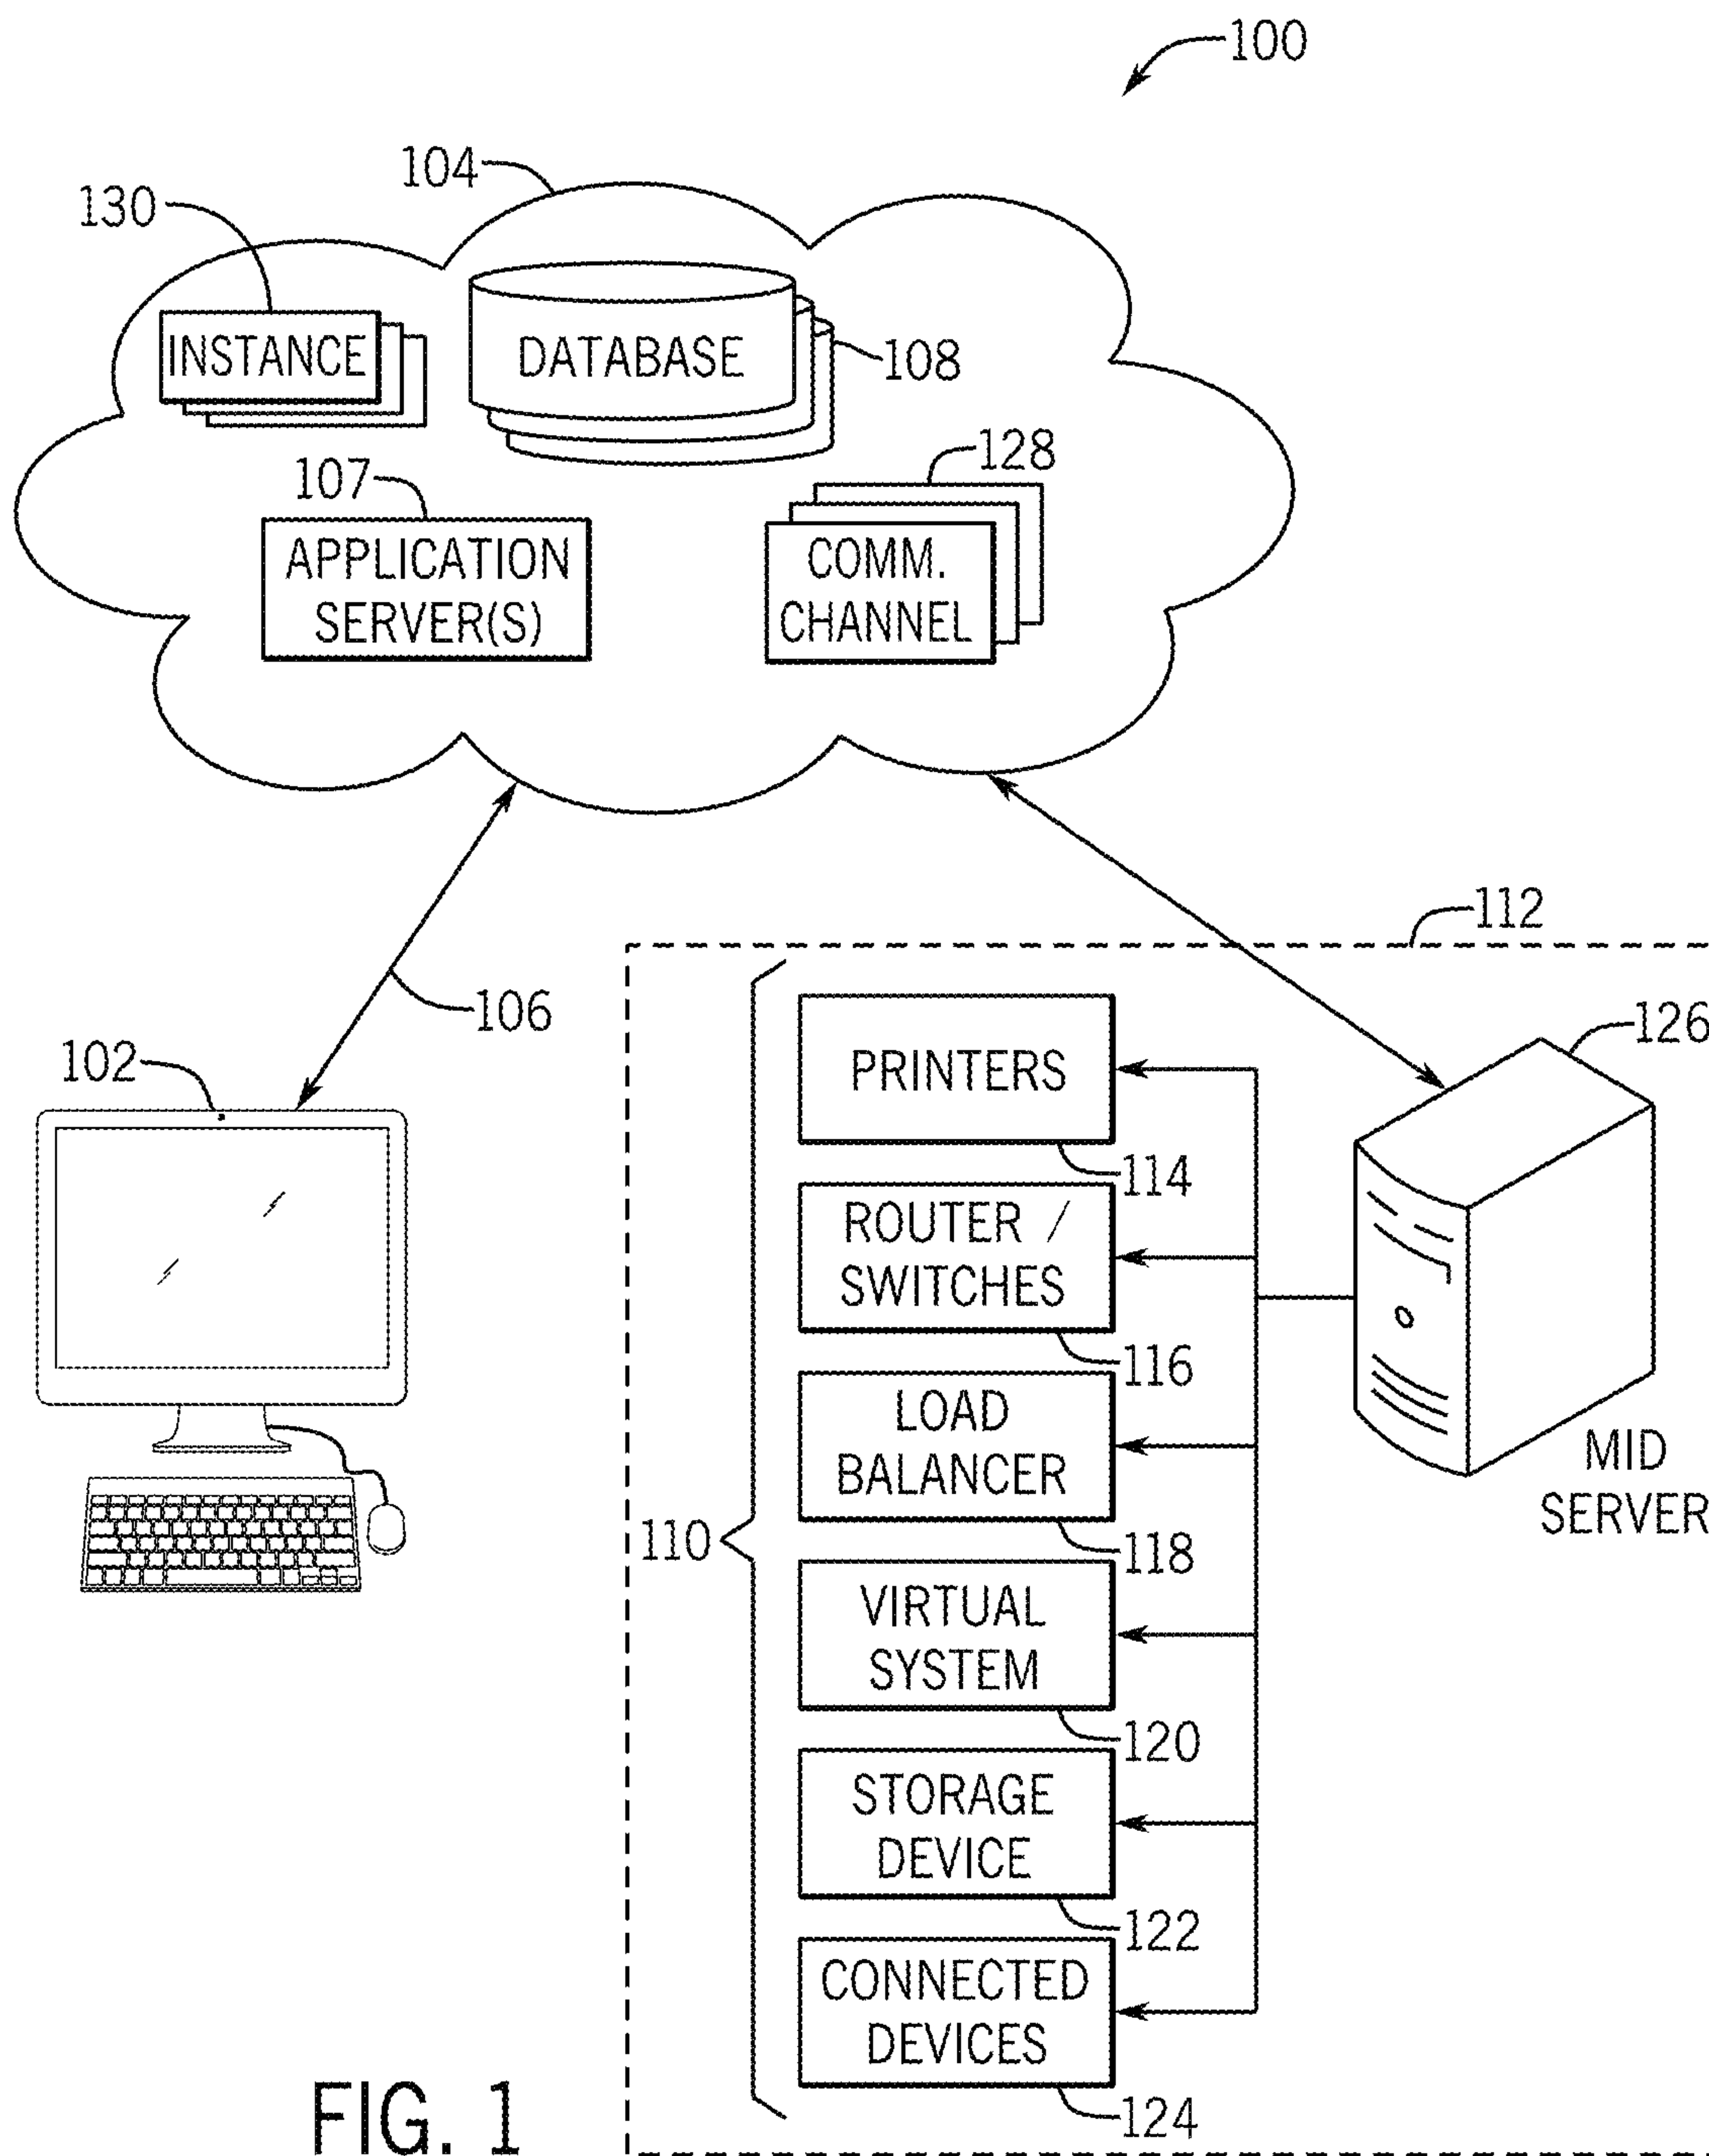 100
104
130
INSTANCE
DATABASE
108
107
128
APPLICATION
SERVER(S)
COMM.
CHANNEL
112
106
102
126
PRINTERS
114
ROUTER /
SWITCHES
116
LOAD
BALANCER
118
110
VIRTUAL
SYSTEM
120
STORAGE
DEVICE
122
CONNECTED
DEVICES
124
MID
SERVER
FIG. 1